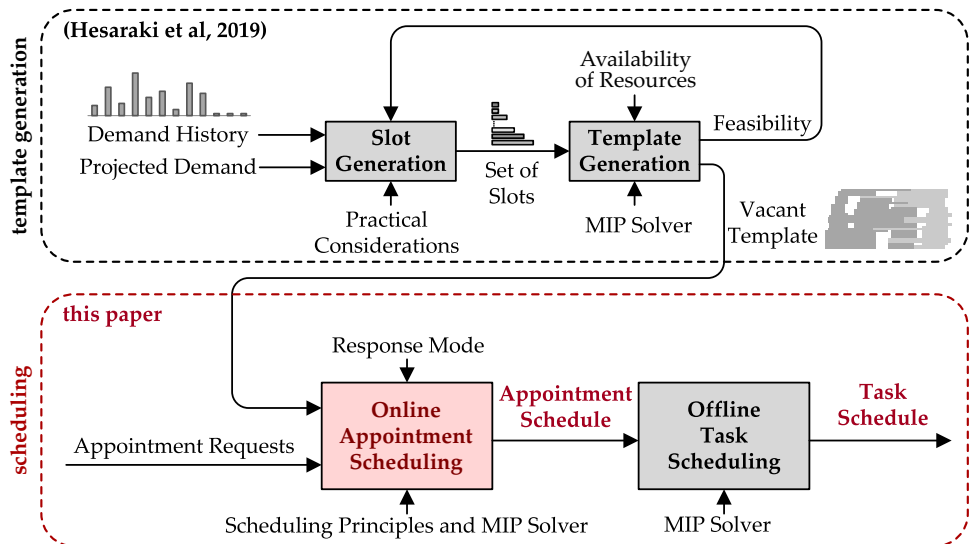 (Hesaraki et al, 2019)
template generation
Availability
of Resources
Demand History
Projected Demand
Slot
Generation
Set of
Slots
Template
Generation
Feasibility
Practical
Considerations
MIP Solver
Vacant
Template
this paper
scheduling
Response Mode
Appointment Requests
Online
Appointment
Scheduling
Appointment
Schedule
Offline
Task
Scheduling
Task
Schedule
Scheduling Principles and MIP Solver
MIP Solver